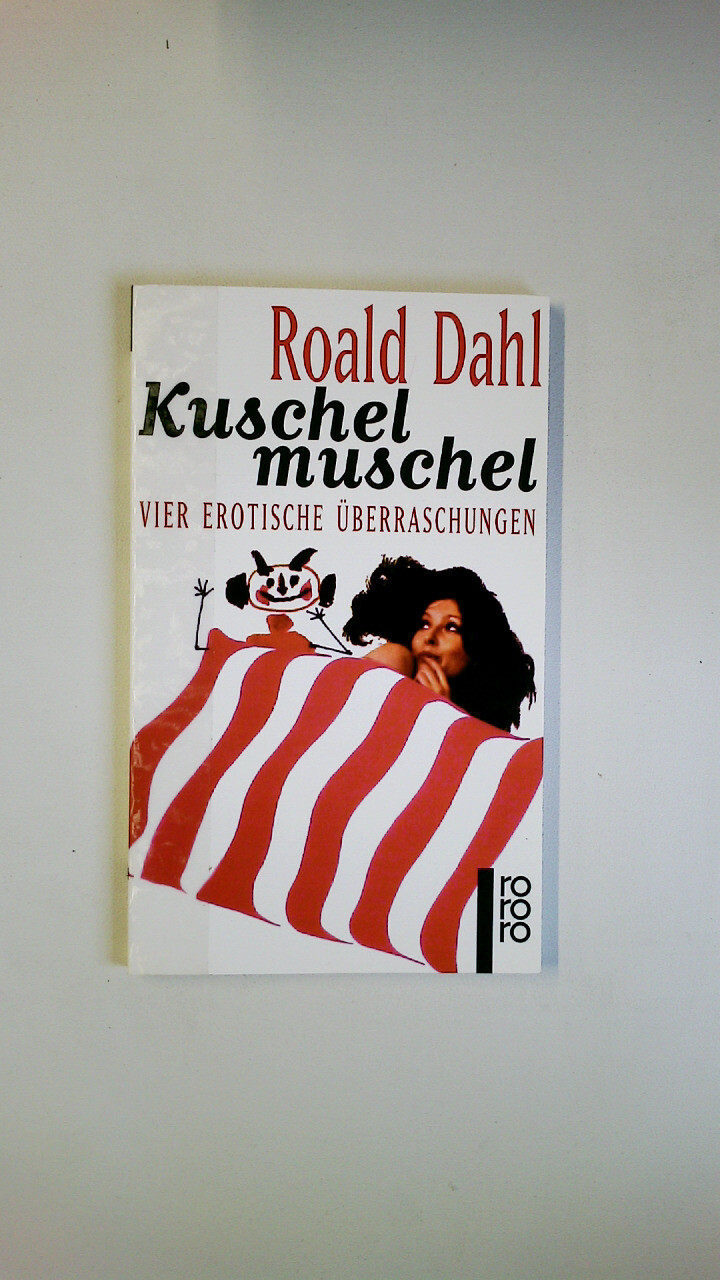 Roald Dahl
Kuschel
muschel
VIER EROTISCHE ÜBERRASCHUNGEN
ro
ro
ro